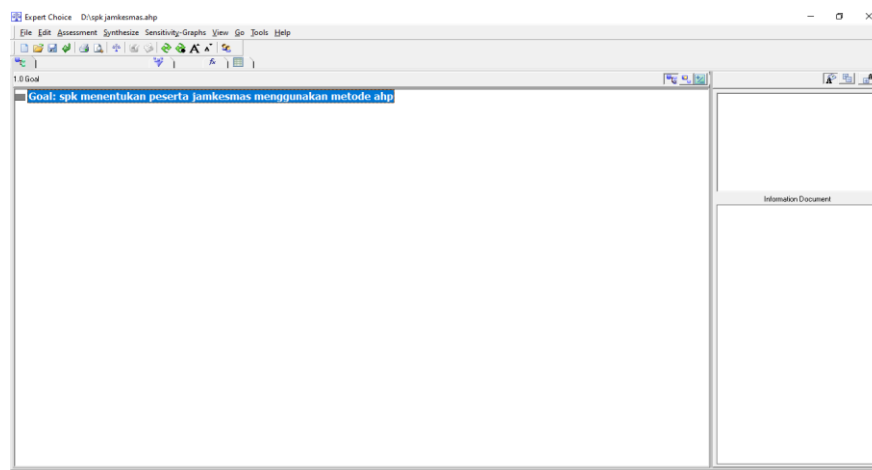 Expert Choice D:\spk jamkesmas.ahp
File Edit Assessment Synthesize Sensitivity-Graphs View Go Tools Help
1.0 Goal
Goal: spk menentukan peserta jamkesmas menggunakan metode ahp
Information Document